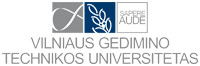 SAPERE
AUDE
VILNIAUS GEDIMINO
TECHNIKOS UNIVERSITETAS